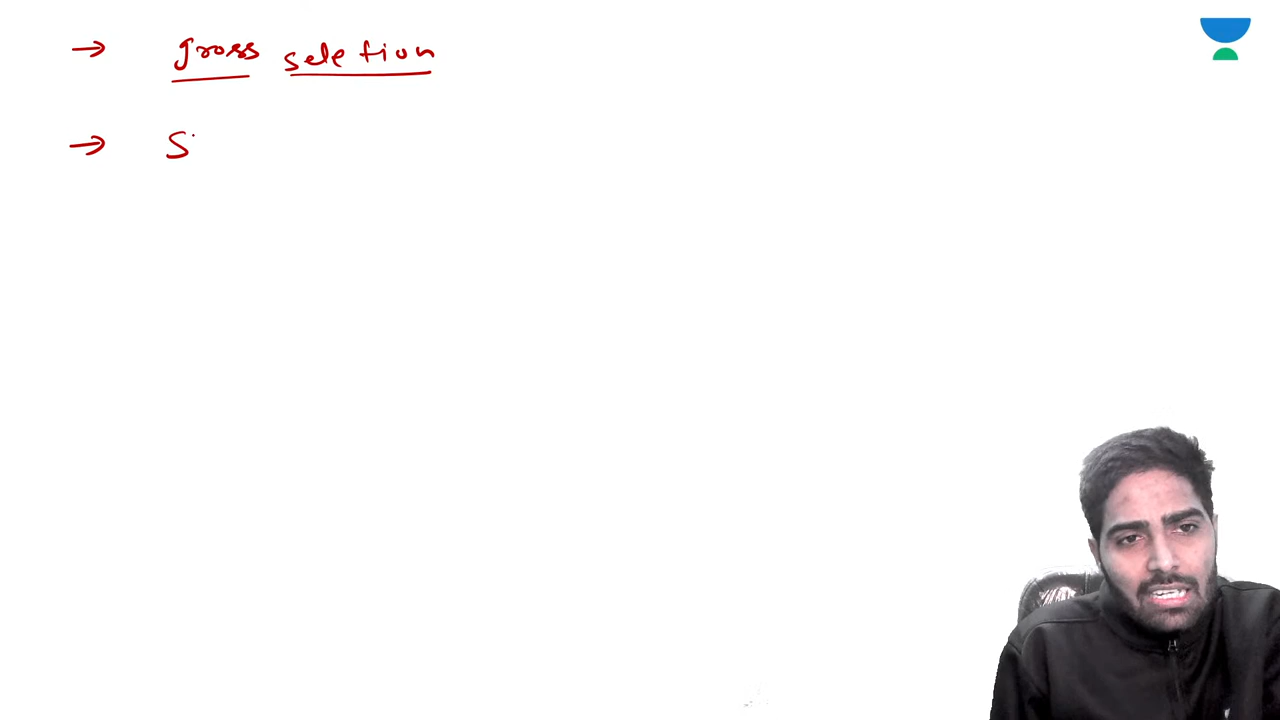 → gross seletion
→ S